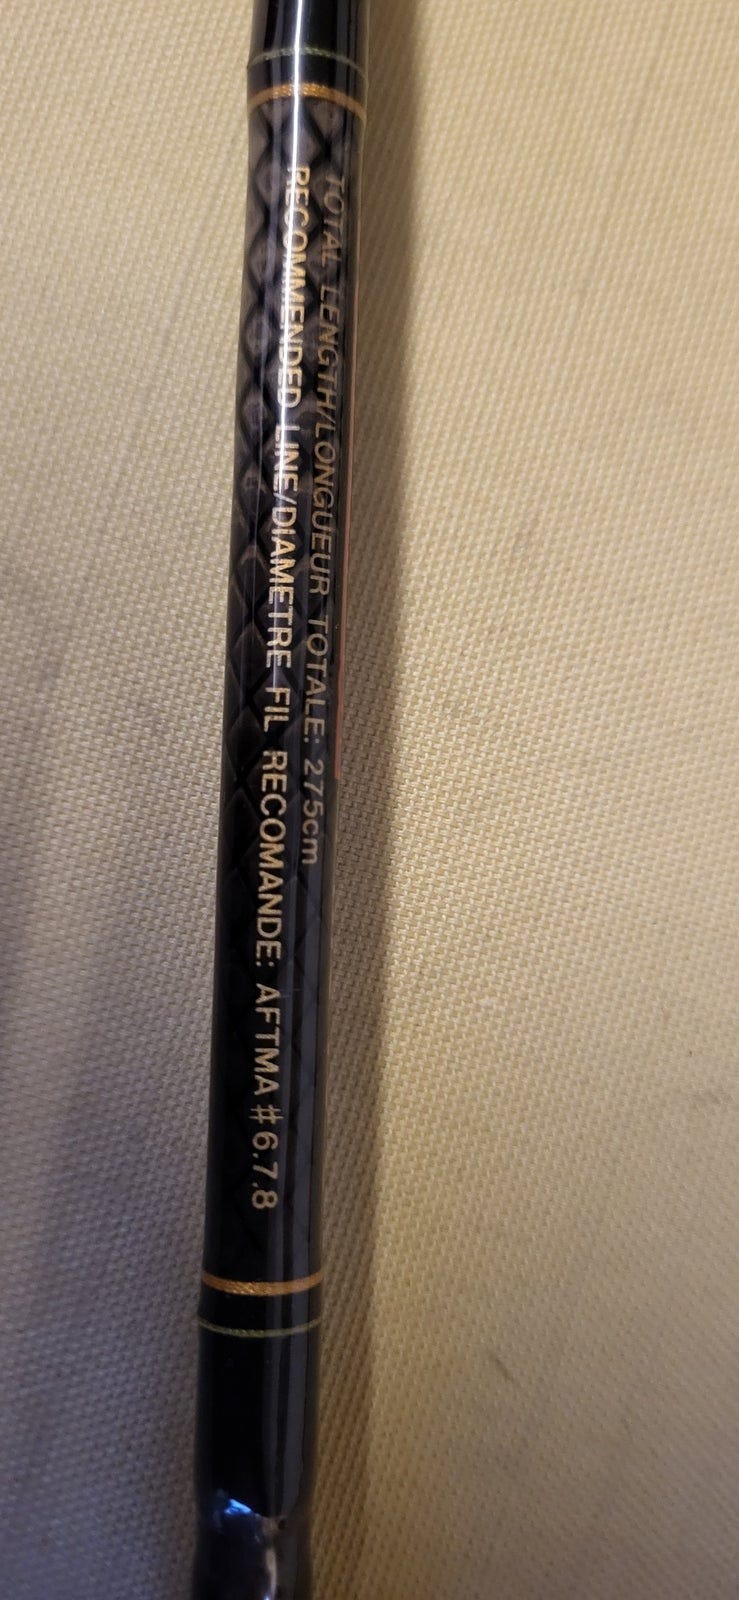 TOTAL LENGTH/LONGUEUR TOTALE: 275cm
RECOMMENDED LINE/DIAMETRE FIL RECOMANDE: AFTMA #6.7.8